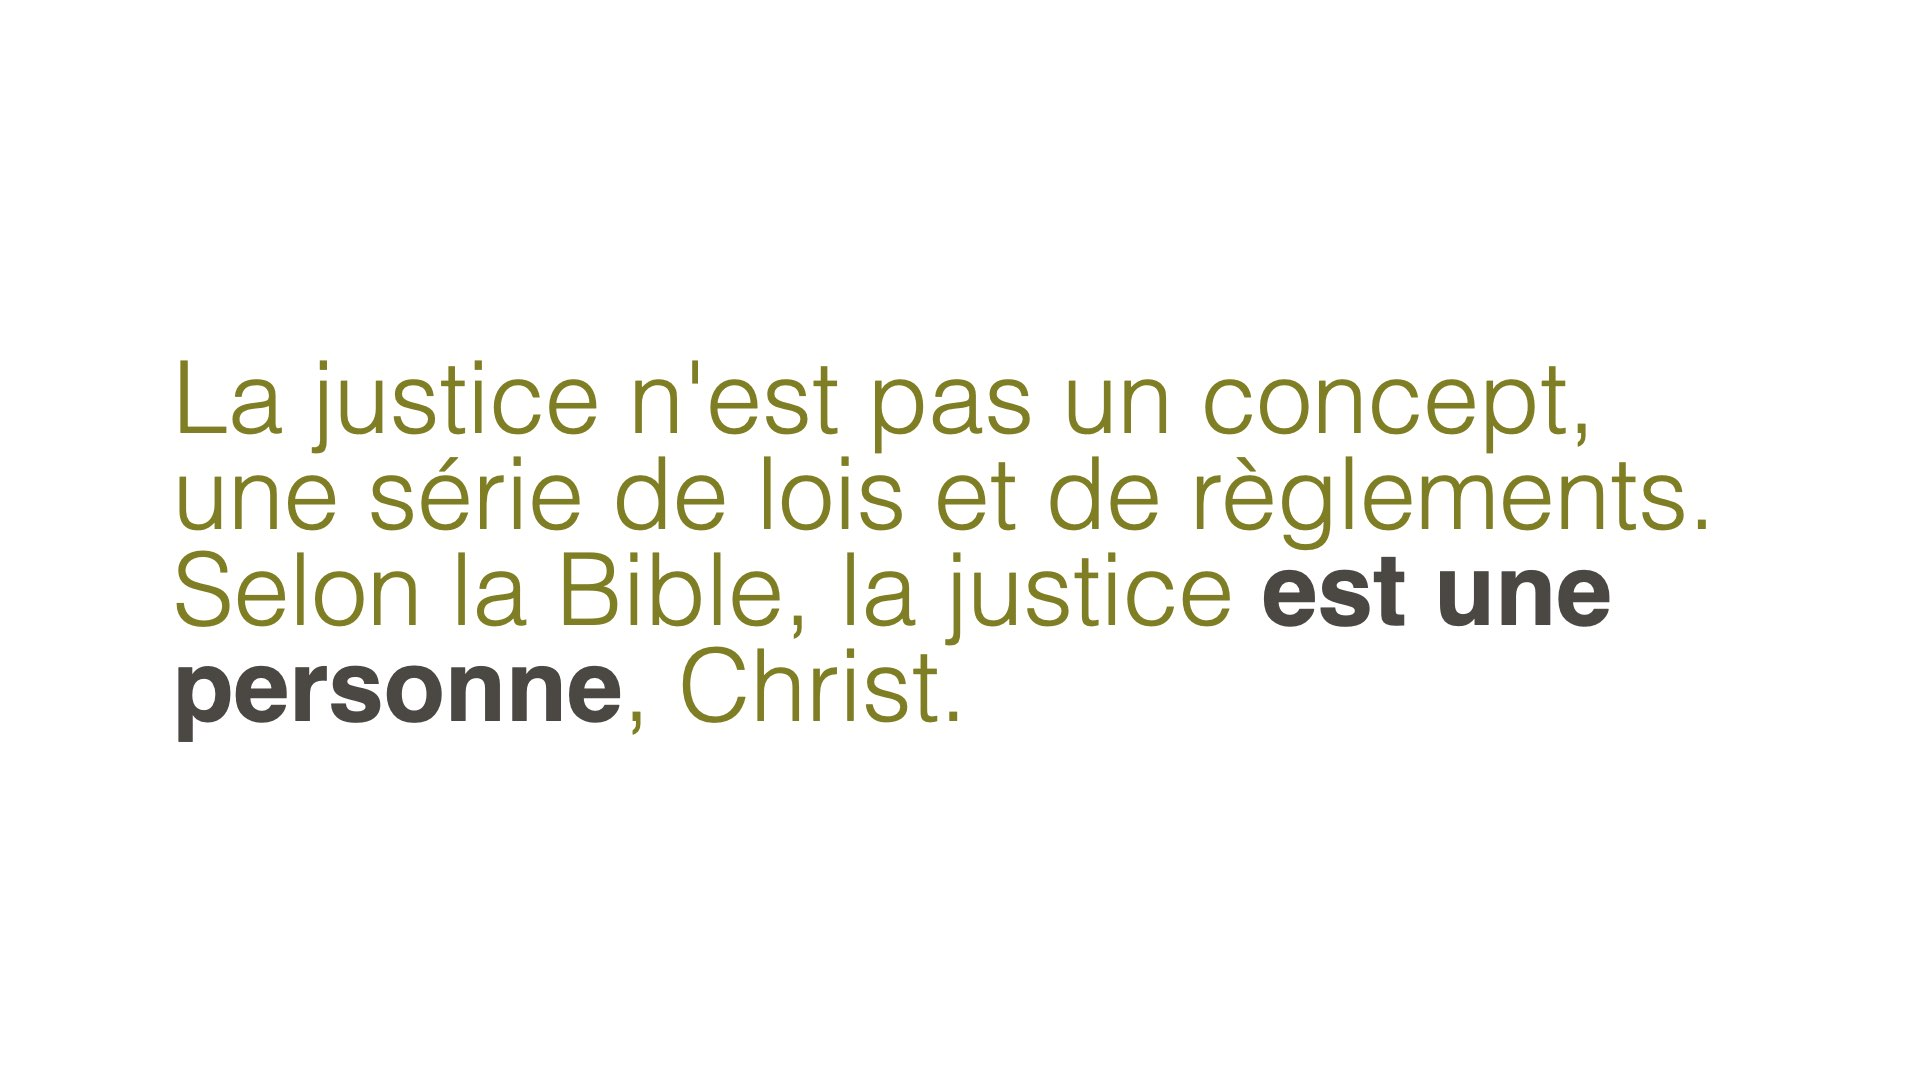 La justice n'est pas un concept,
une série de lois et de règlements.
Selon la Bible, la justice est une
personne, Christ.